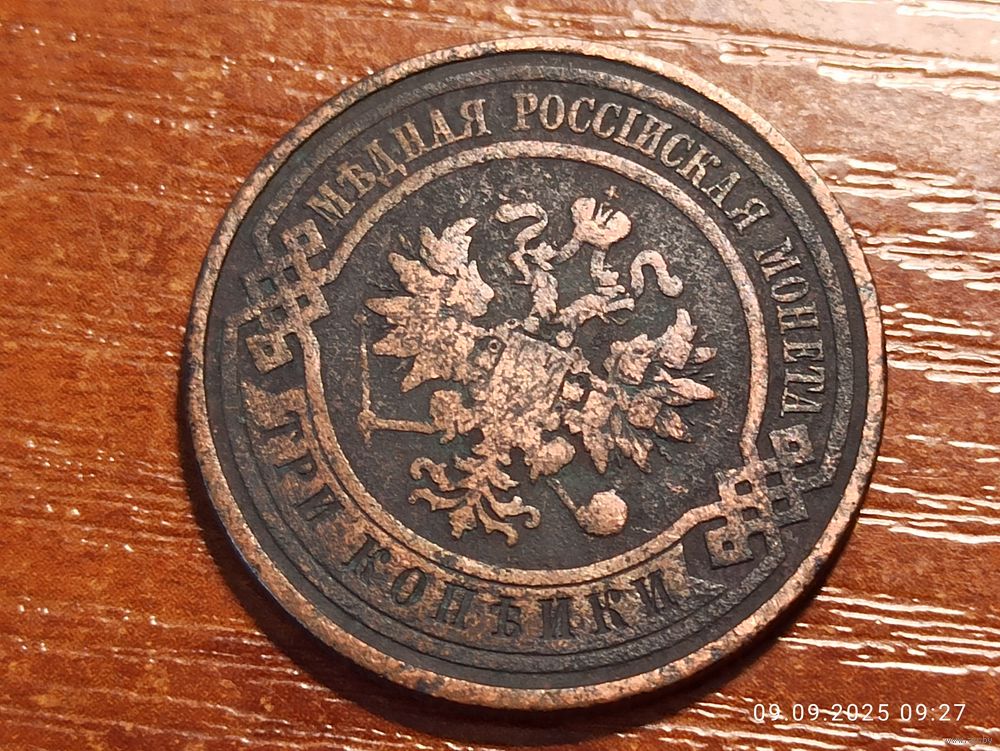 МѢДНАЯ РОССІЙСКАЯ МОНЕТА
ТРИ КОПѢЙКИ
09.09.2025 09:27